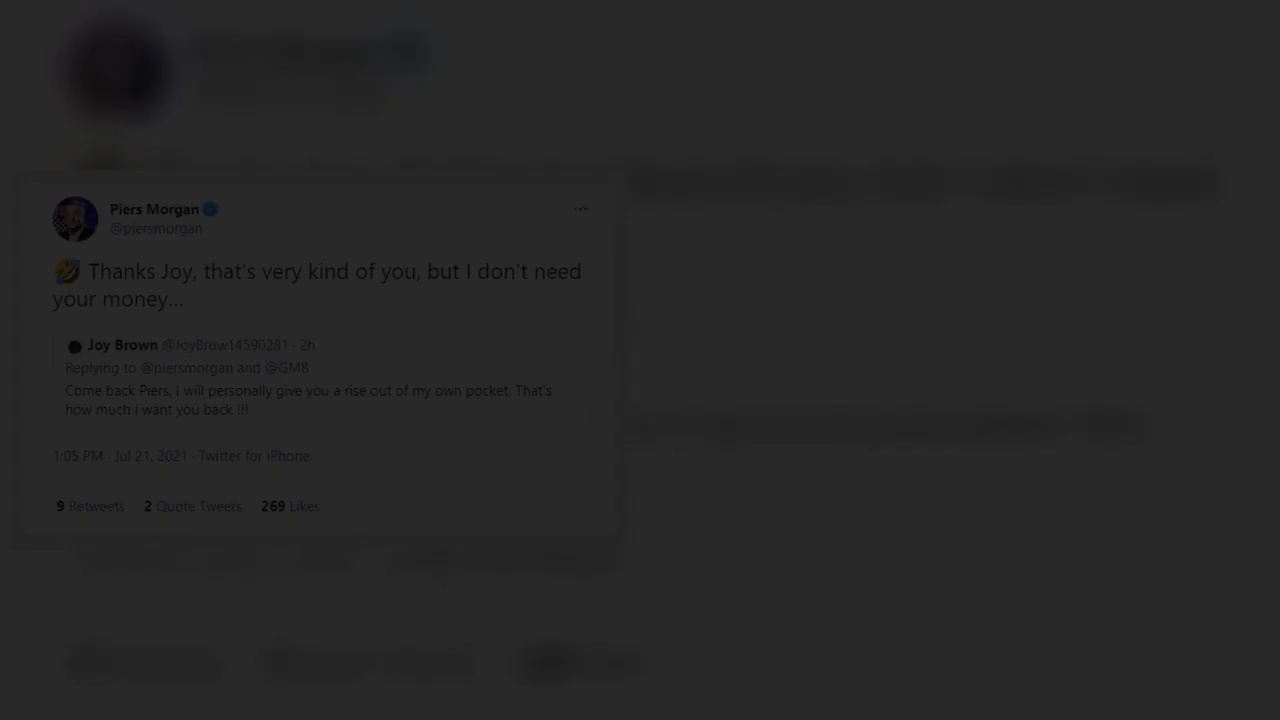 Piers Morgan
@piersmorgan
🤣 Thanks Joy, that's very kind of you, but I don't need
your money...
Joy Brown @JoyBrow14590281 · 2h
Replying to @piersmorgan and @GMB
Come back Piers, I will personally give you a rise out of my own pocket. That's
how much i want you back !!!
1:05 PM · Jul 21, 2021 · Twitter for iPhone
9 Retweets 2 Quote Tweets 269 Likes